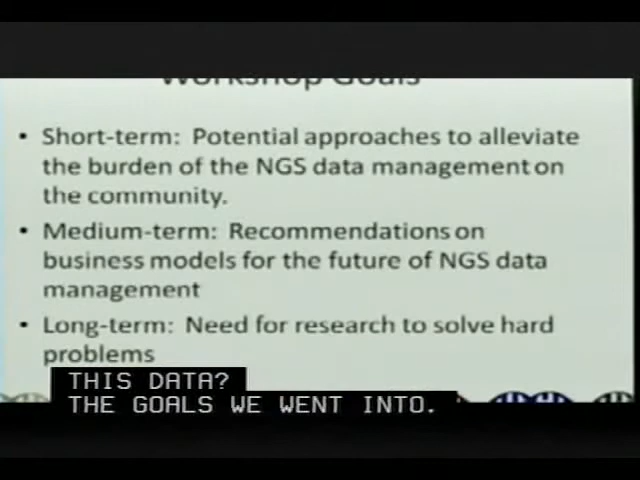 Workshop Goals
• Short-term: Potential approaches to alleviate
the burden of the NGS data management on
the community.
• Medium-term: Recommendations on
business models for the future of NGS data
management
• Long-term: Need for research to solve hard
problems
THIS DATA?
THE GOALS WE WENT INTO.